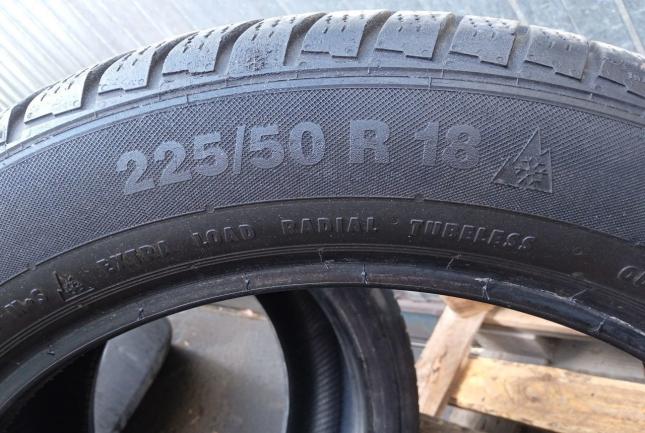 225/50 R 18
M+S EXTRA LOAD RADIAL TUBELESS